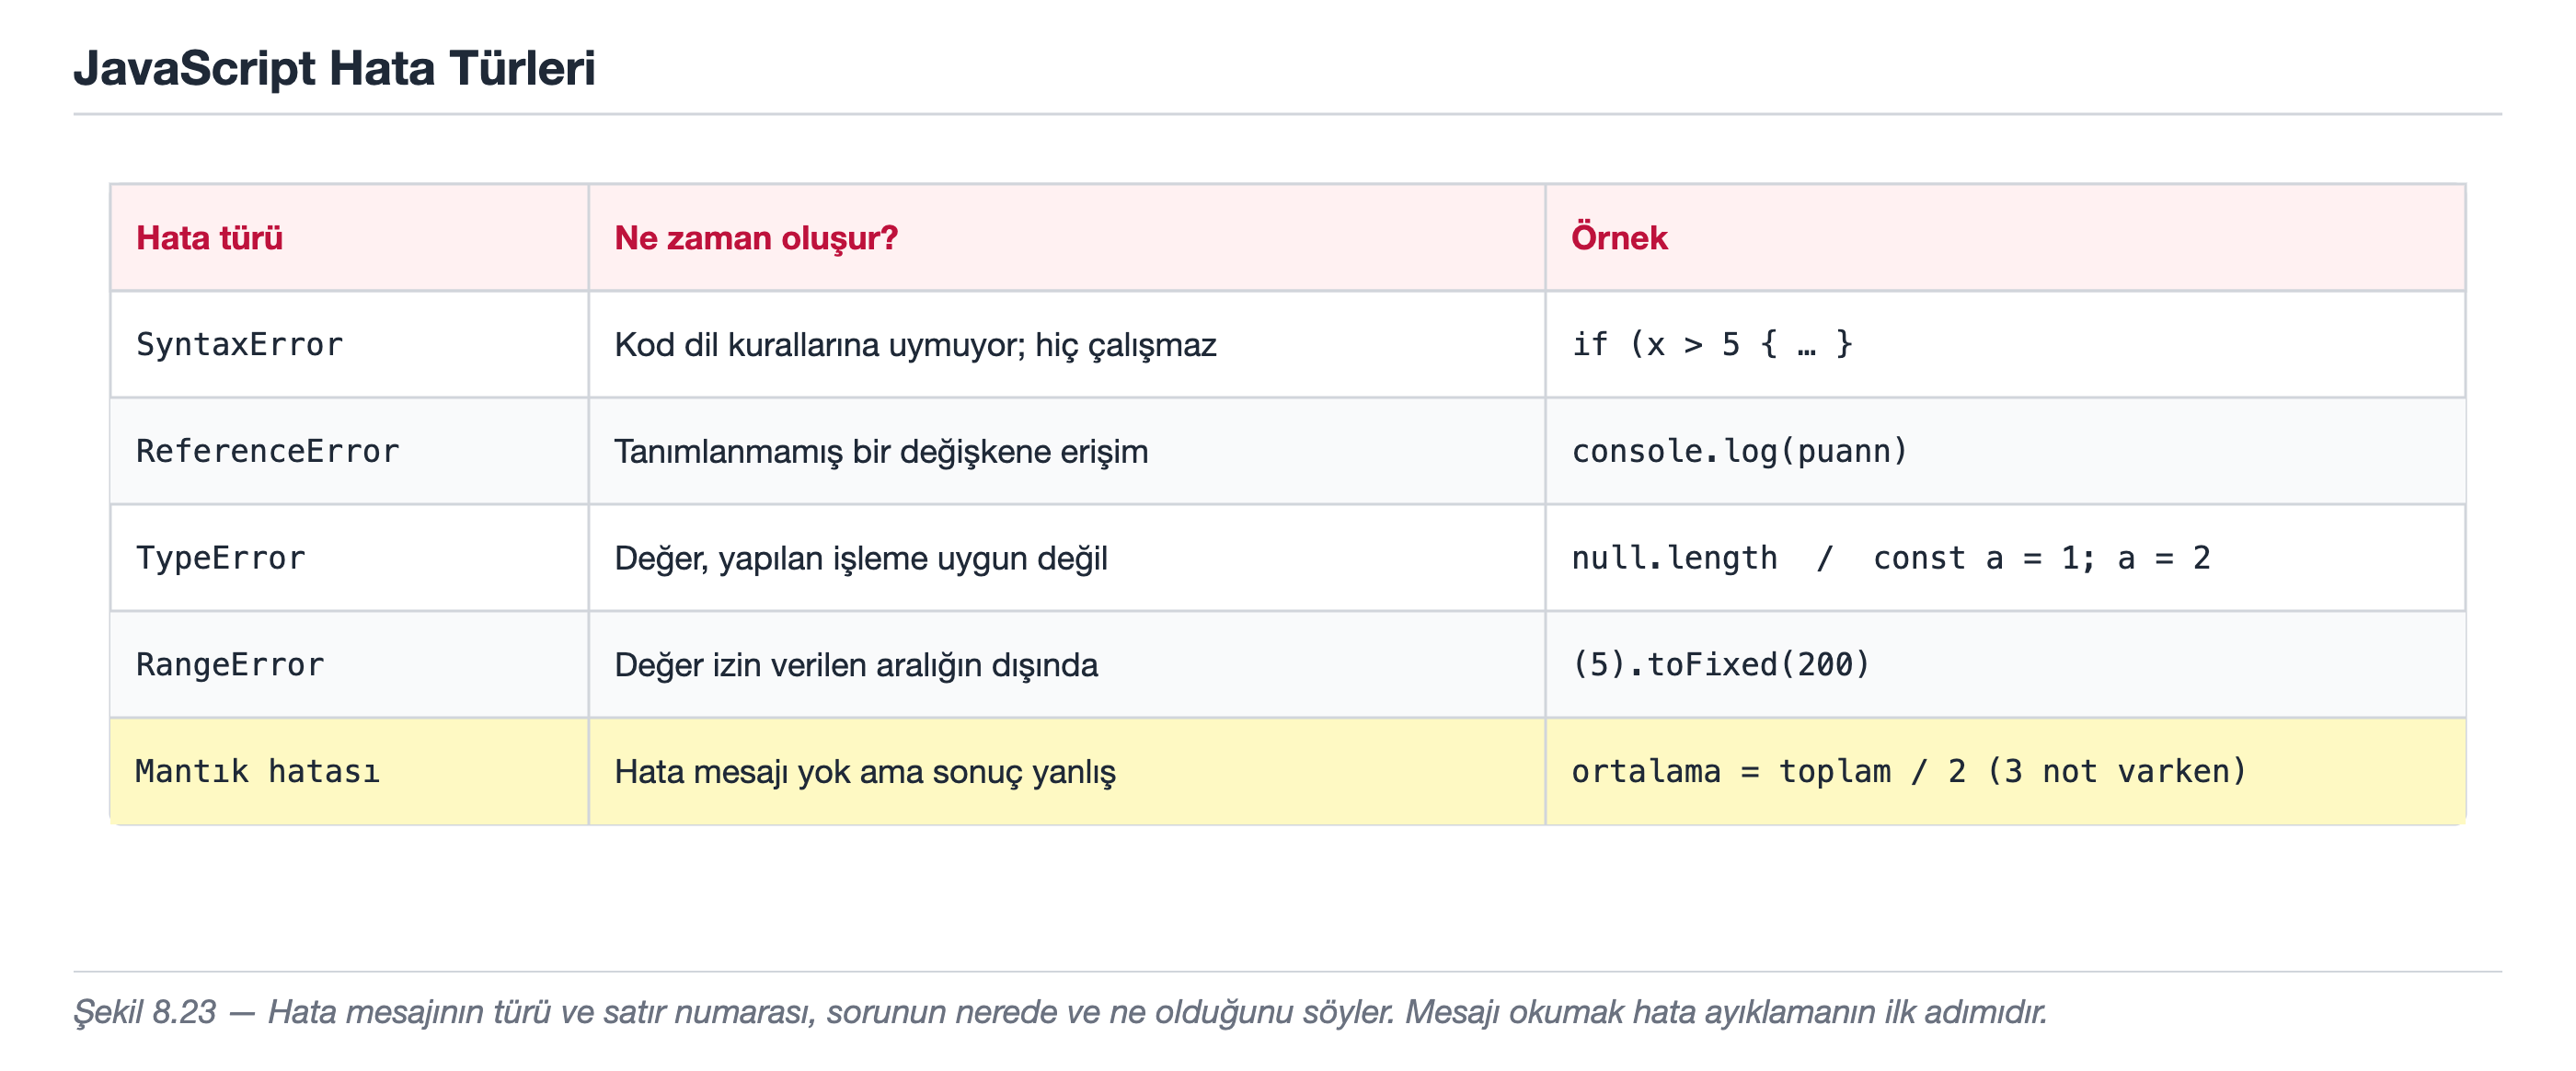 JavaScript Hata Türleri
Hata türü Ne zaman oluşur? Örnek
SyntaxError Kod dil kurallarına uymuyor; hiç çalışmaz if (x > 5 { … }
ReferenceError Tanımlanmamış bir değişkene erişim console.log(puann)
TypeError Değer, yapılan işleme uygun değil null.length / const a = 1; a = 2
RangeError Değer izin verilen aralığın dışında (5).toFixed(200)
Mantık hatası Hata mesajı yok ama sonuç yanlış ortalama = toplam / 2 (3 not varken)
Şekil 8.23 — Hata mesajının türü ve satır numarası, sorunun nerede ve ne olduğunu söyler. Mesajı okumak hata ayıklamanın ilk adımıdır.